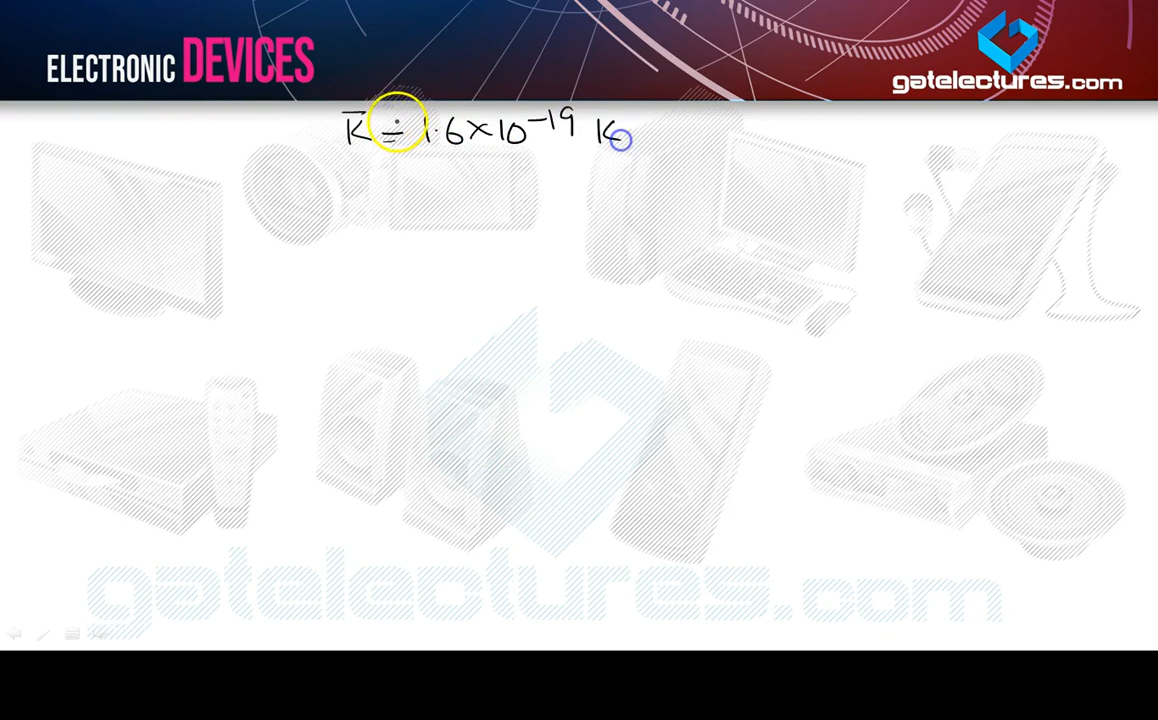 ELECTRONIC DEVICES
gatelectures.com
K̅ = 1.6×10⁻¹⁹ K
gatelectures.com